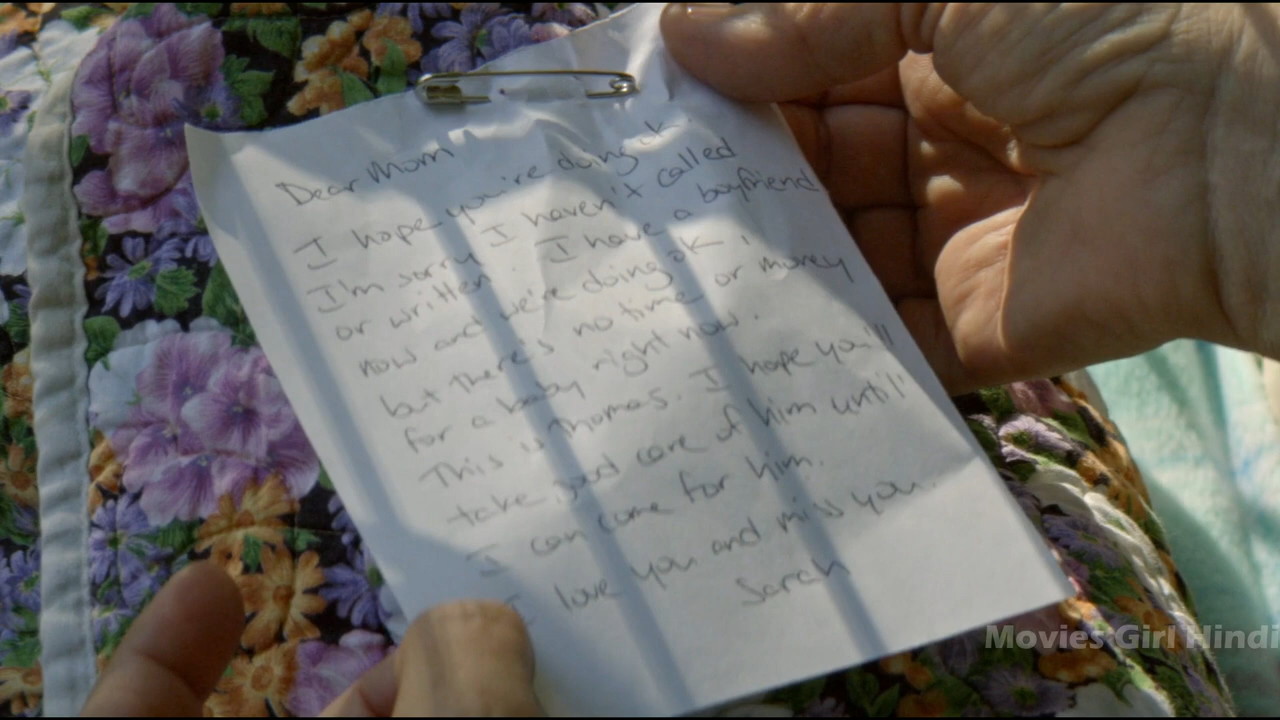 Dear Mom
I hope you're doing ok.
I'm sorry I haven't called
or written. I have a boyfriend
now and we're doing ok,
but there's no time or money
for a baby right now.
This is Thomas. I hope you'll
take good care of him until
I can come for him.
I love you and miss you.
Sarah
Movies Girl Hindi